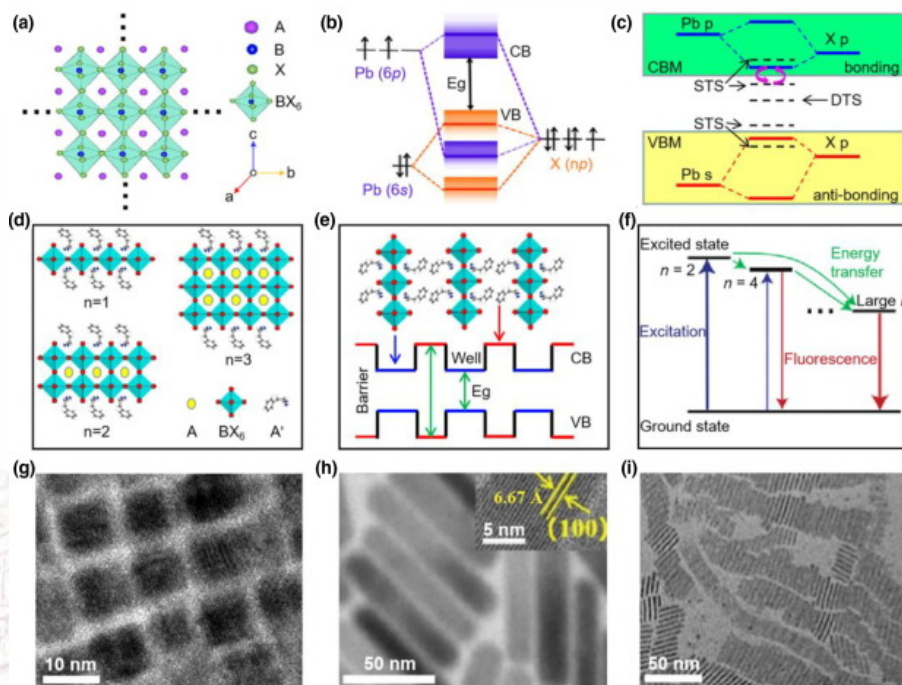 (a)
A
B
X
BX₆
c
b
a
(b)
Pb (6p)
CB
Eg
VB
Pb (6s)
X (np)
(c)
Pb p
X p
CBM
bonding
STS
DTS
STS
VBM
X p
Pb s
anti-bonding
(d)
n=1
n=3
n=2
A
BX₆
A'
(e)
Barrier
Well
CB
Eg
VB
(f)
Excited state
Energy
transfer
n = 2
n = 4
Large
Excitation
Fluorescence
Ground state
(g)
10 nm
(h)
6.67 Å
(100)
5 nm
50 nm
(i)
50 nm